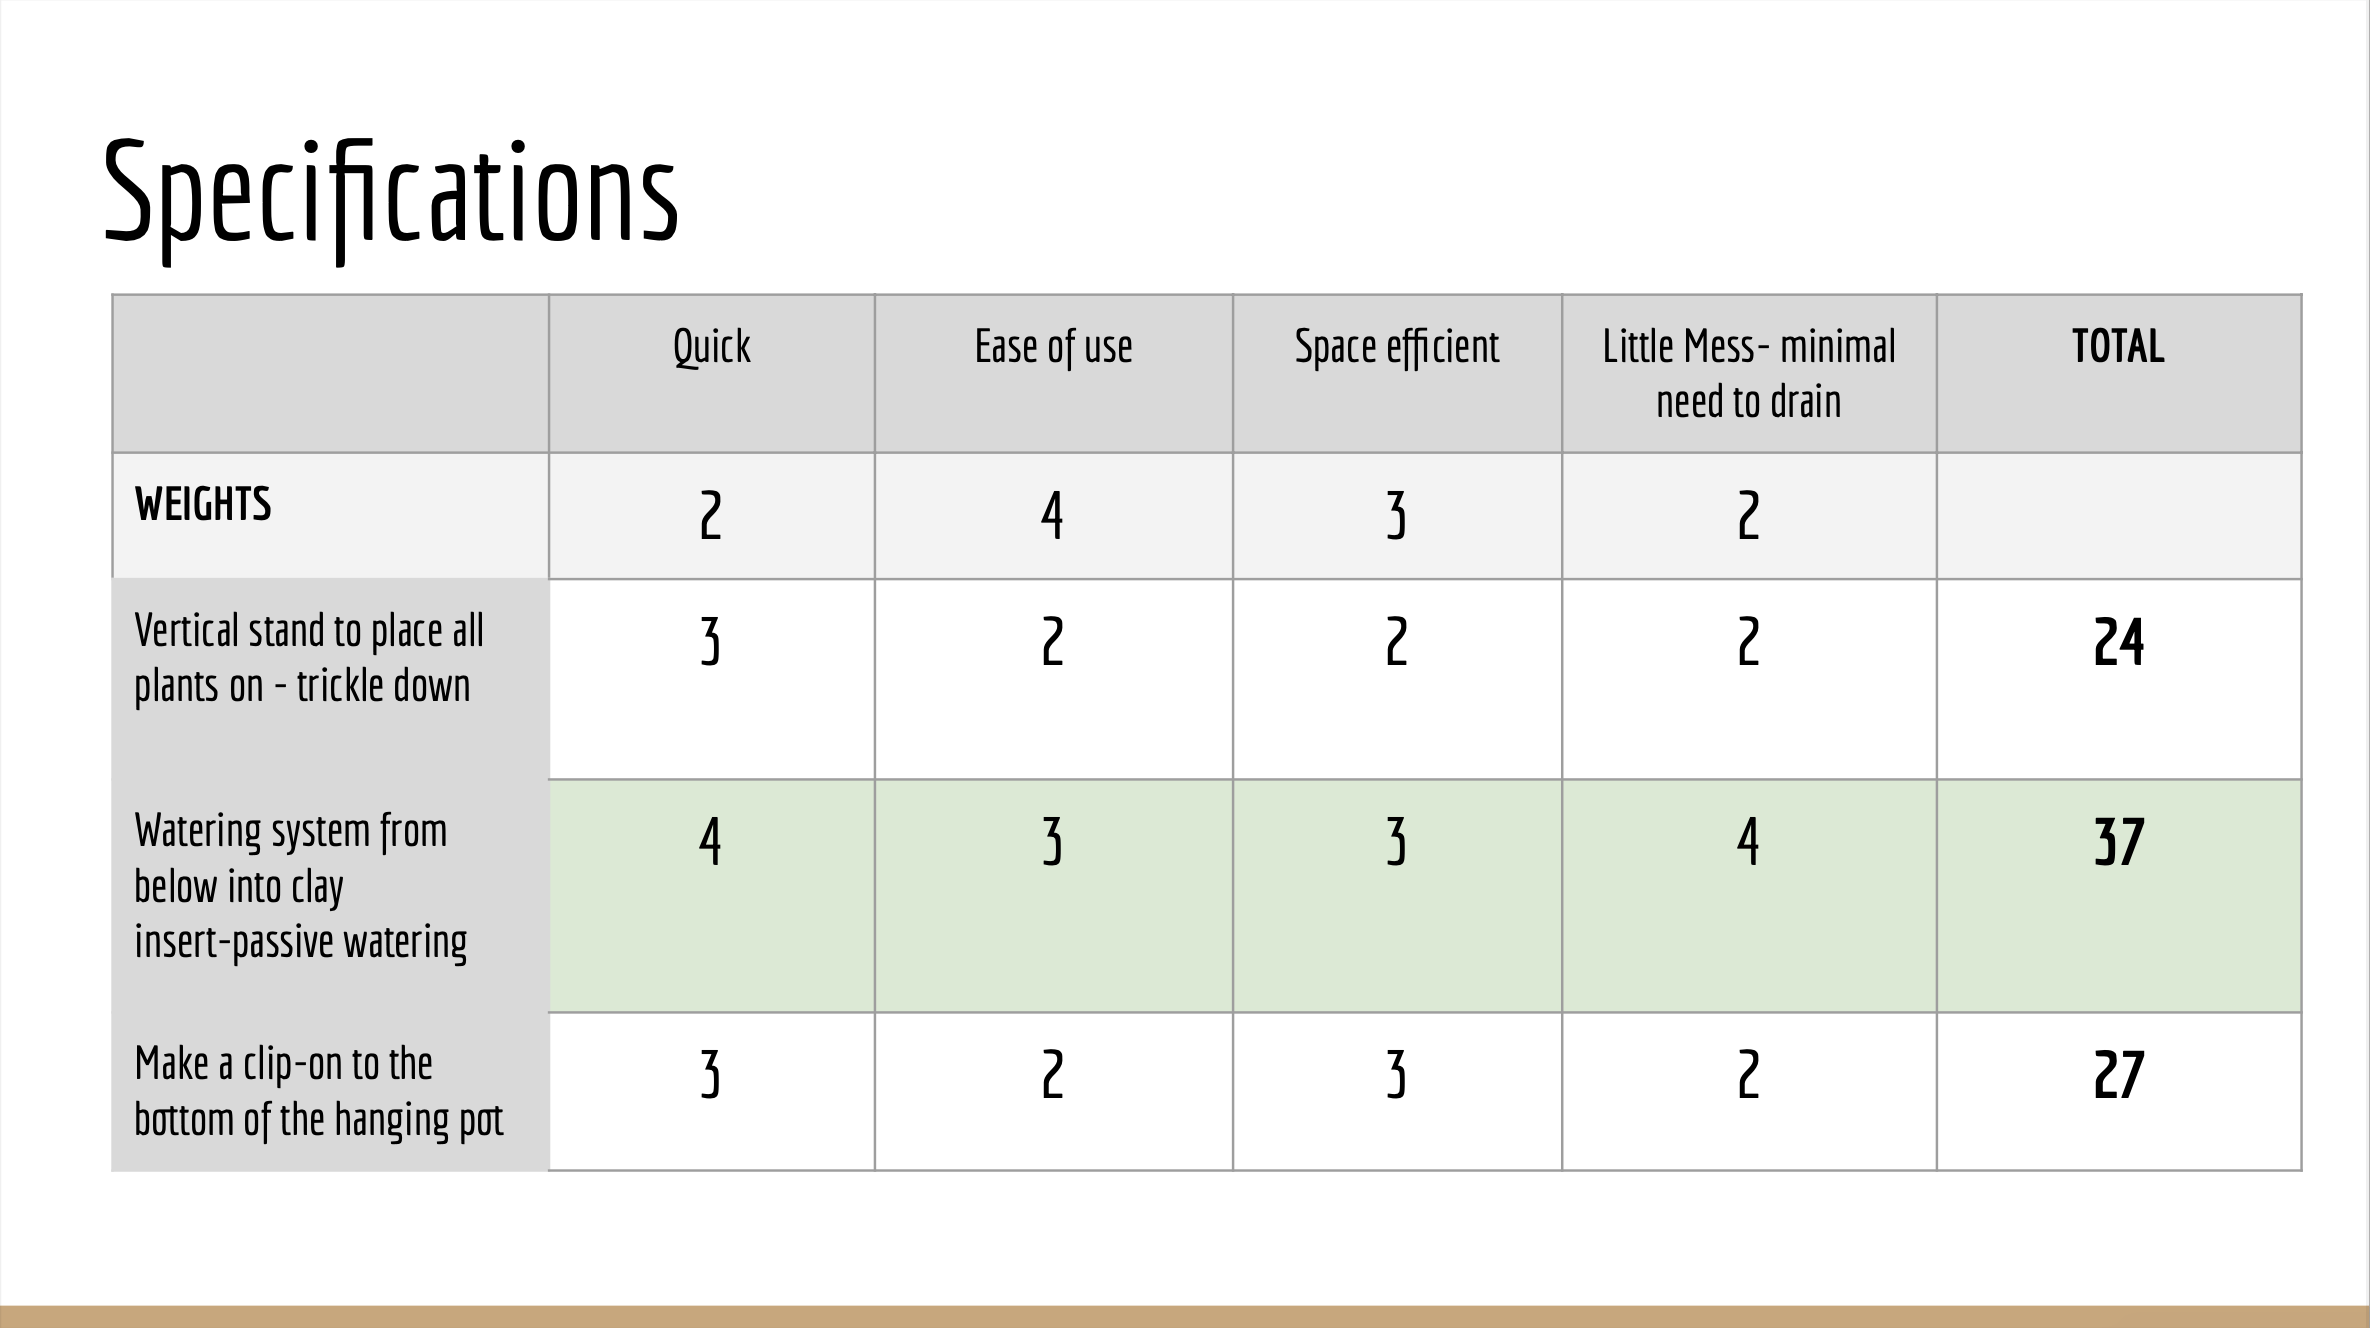 Specifications
Quick
Ease of use
Space efficient
Little Mess- minimal
need to drain
TOTAL
WEIGHTS
2
4
3
2
Vertical stand to place all
plants on - trickle down
3
2
2
2
24
Watering system from
below into clay
insert-passive watering
4
3
3
4
37
Make a clip-on to the
bottom of the hanging pot
3
2
3
2
27